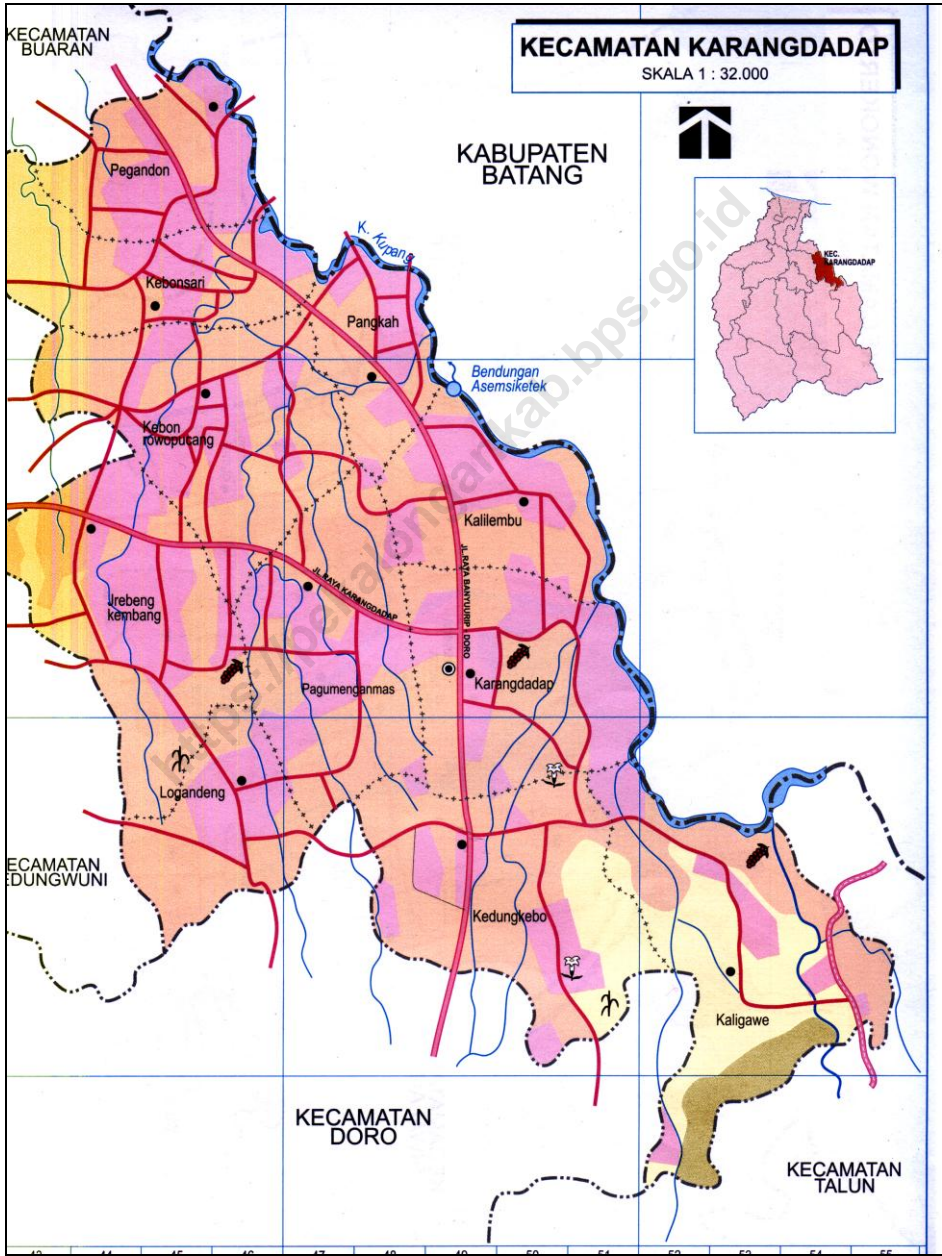 KECAMATAN
BUARAN
KECAMATAN KARANGDADAP
SKALA 1 : 32.000
KABUPATEN
BATANG
Pegandon
K. Kupang
KEC.
KARANGDADAP
Kebonsari
Pangkah
Bendungan
Asemsiketek
Kebon
rowopucang
Kalilembu
JL. RAYA KARANGDADAP
JL. RAYA BANYUURIP DORO
Jrebeng
kembang
Pagumenganmas
Karangdadap
Logandeng
ECAMATAN
EDUNGWUNI
Kedungkebo
Kaligawe
KECAMATAN
DORO
KECAMATAN
TALUN
https://pekalongankab.bps.go.id